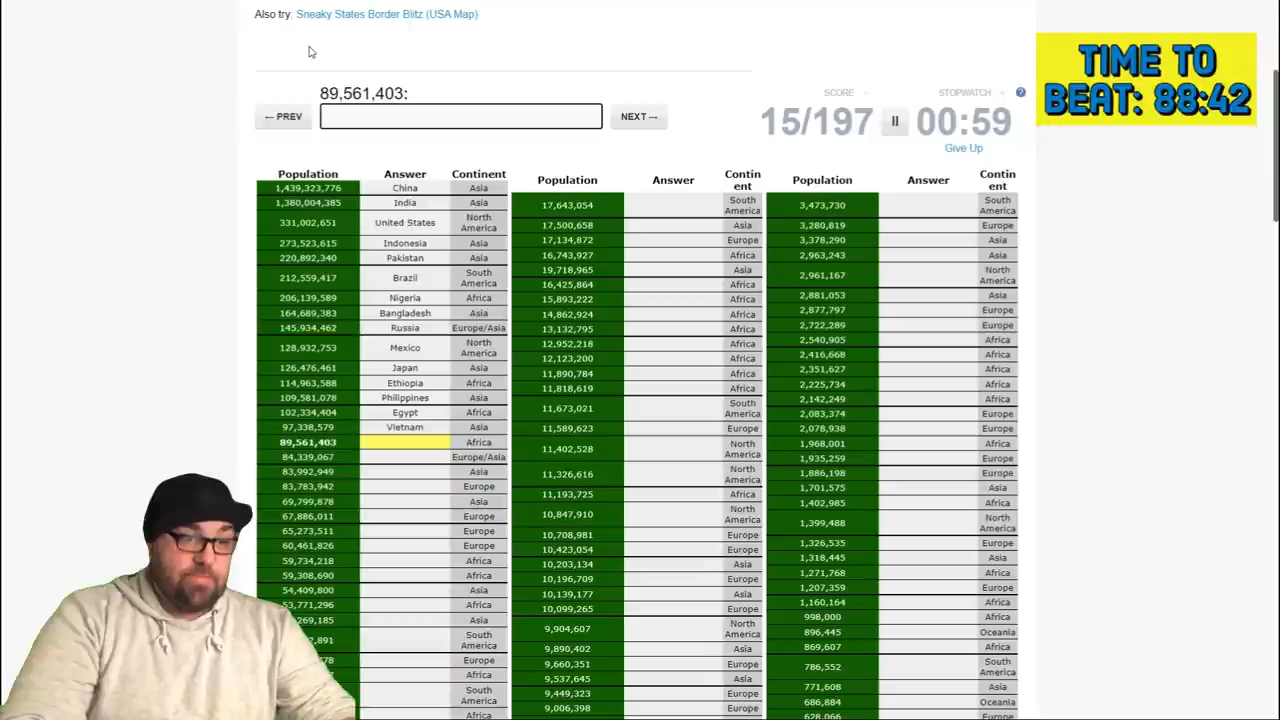 Also try: Sneaky States Border Blitz (USA Map)
TIME TO
BEAT: 88:42
89,561,403:
← PREV
NEXT →
SCORE
STOPWATCH
?
15/197
00:59
Give Up
Population Answer Continent
1,439,323,776 China Asia
1,380,004,385 India Asia
331,002,651 United States North America
273,523,615 Indonesia Asia
220,892,340 Pakistan Asia
212,559,417 Brazil South America
206,139,589 Nigeria Africa
164,689,383 Bangladesh Asia
145,934,462 Russia Europe/Asia
128,932,753 Mexico North America
126,476,461 Japan Asia
114,963,588 Ethiopia Africa
109,581,078 Philippines Asia
102,334,404 Egypt Africa
97,338,579 Vietnam Asia
89,561,403 Africa
84,339,067 Europe/Asia
83,992,949 Asia
83,783,942 Europe
69,799,878 Asia
67,886,011 Europe
65,273,511 Europe
60,461,826 Europe
59,734,218 Africa
59,308,690 Africa
54,409,800 Asia
53,771,296 Africa
269,185 Asia
891 South America
78 Europe
Africa
South America
Africa
Population Answer Continent
17,643,054 South America
17,500,658 Asia
17,134,872 Europe
16,743,927 Africa
19,718,965 Asia
16,425,864 Africa
15,893,222 Africa
14,862,924 Africa
13,132,795 Africa
12,952,218 Africa
12,123,200 Africa
11,890,784 Africa
11,818,619 Africa
11,673,021 South America
11,589,623 Europe
11,402,528 North America
11,326,616 North America
11,193,725 Africa
10,847,910 North America
10,708,981 Europe
10,423,054 Europe
10,203,134 Asia
10,196,709 Europe
10,139,177 Asia
10,099,265 Europe
9,904,607 North America
9,890,402 Asia
9,660,351 Europe
9,537,645 Asia
9,449,323 Europe
9,006,398 Europe
Population Answer Continent
3,473,730 South America
3,280,819 Europe
3,378,290 Asia
2,963,243 Asia
2,961,167 North America
2,881,053 Asia
2,877,797 Europe
2,722,289 Europe
2,540,905 Africa
2,416,668 Africa
2,351,627 Africa
2,225,734 Africa
2,142,249 Africa
2,083,374 Europe
2,078,938 Europe
1,968,001 Africa
1,935,259 Europe
1,886,198 Europe
1,701,575 Asia
1,402,985 Africa
1,399,488 North America
1,326,535 Europe
1,318,445 Asia
1,271,768 Africa
1,207,359 Europe
1,160,164 Africa
998,000 Africa
896,445 Oceania
869,607 Africa
786,552 South America
771,608 Asia
686,884 Oceania
628,066 Europe